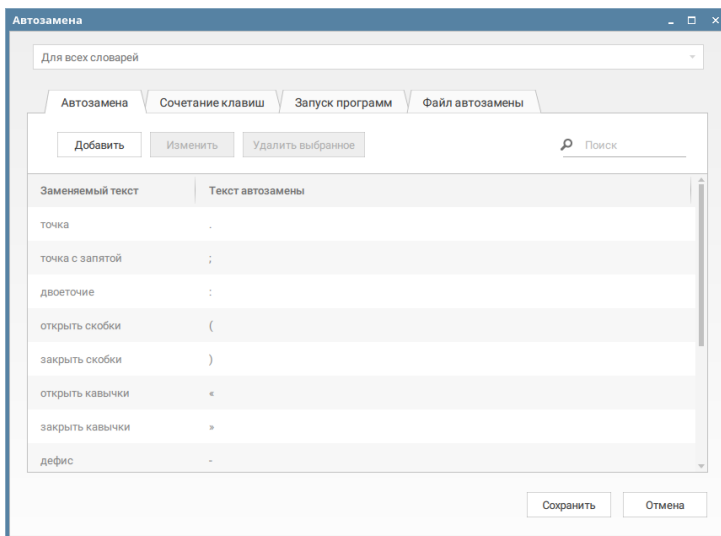 Автозамена
Для всех словарей
Автозамена Сочетание клавиш Запуск программ Файл автозамены
Добавить Изменить Удалить выбранное Поиск
Заменяемый текст Текст автозамены
точка .
точка с запятой ;
двоеточие :
открыть скобки (
закрыть скобки )
открыть кавычки «
закрыть кавычки »
дефис -
Сохранить Отмена